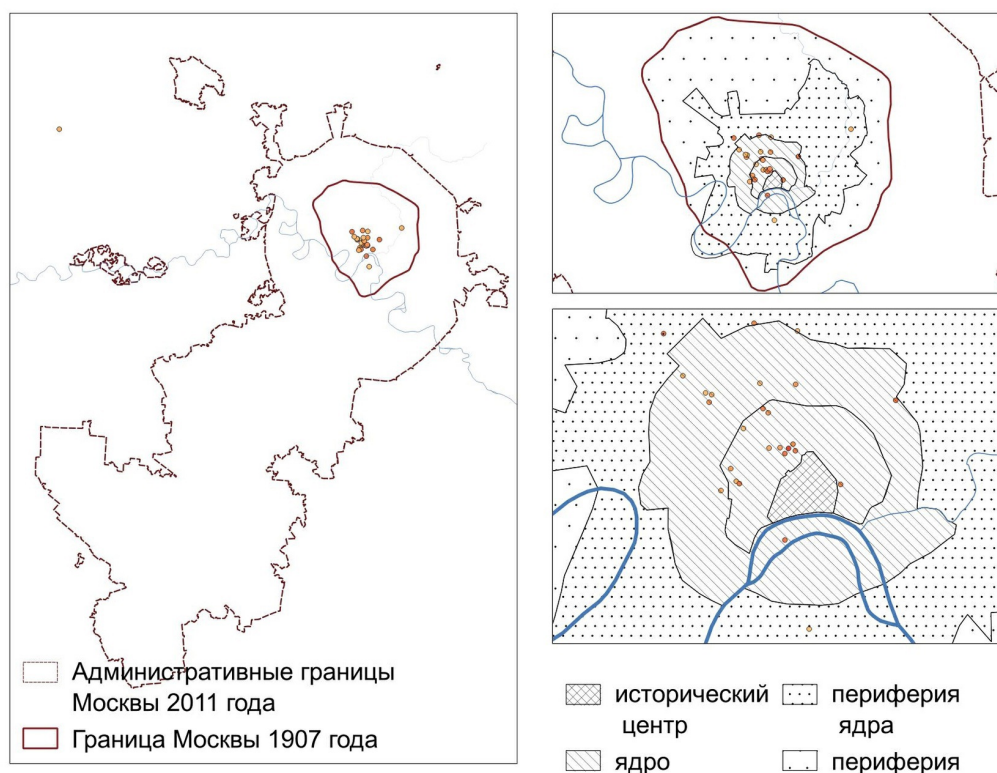 Административные границы
Москвы 2011 года
Граница Москвы 1907 года
исторический
центр
ядро
периферия
ядра
периферия